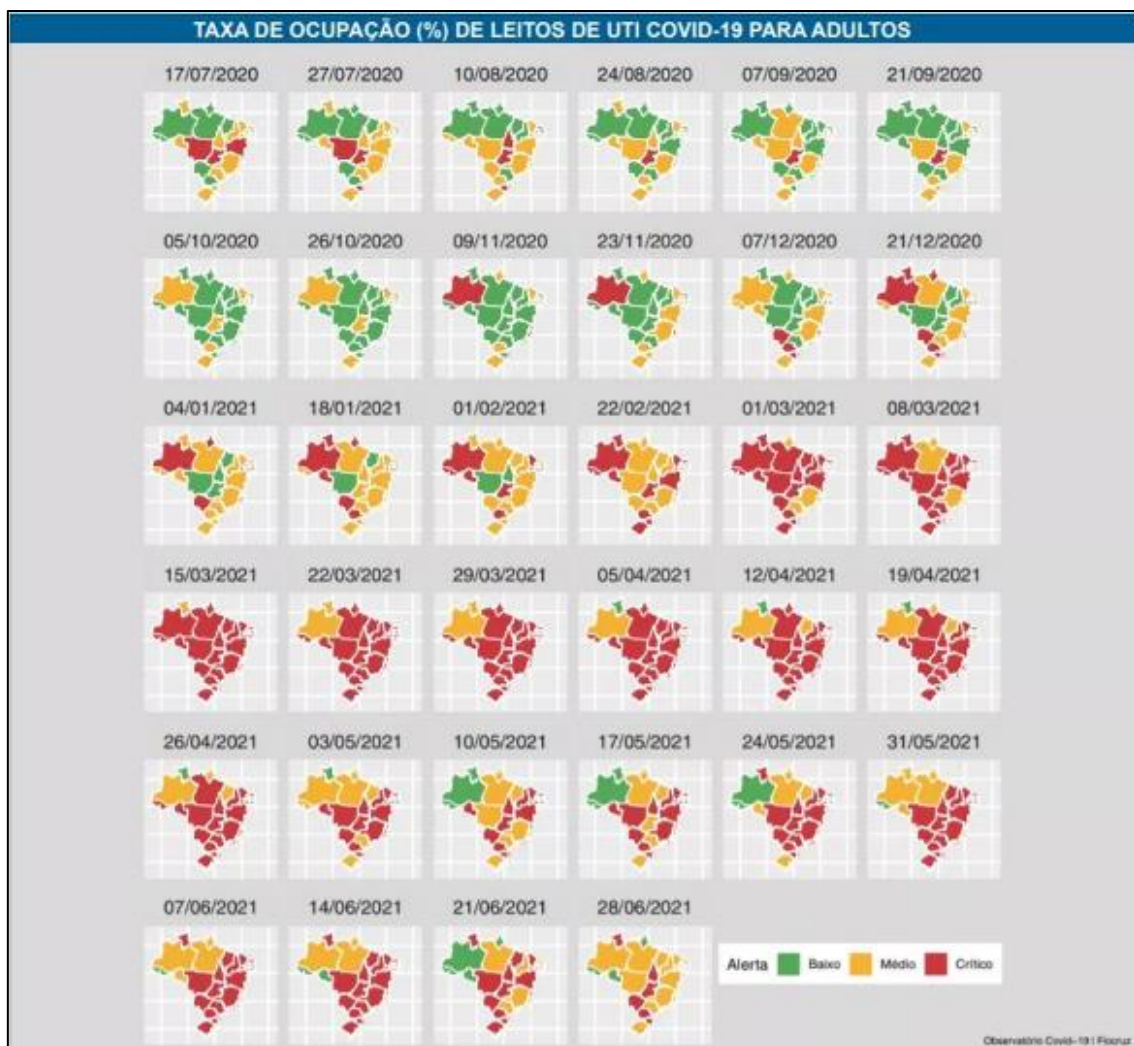 TAXA DE OCUPAÇÃO (%) DE LEITOS DE UTI COVID-19 PARA ADULTOS
17/07/2020 27/07/2020 10/08/2020 24/08/2020 07/09/2020 21/09/2020
05/10/2020 26/10/2020 09/11/2020 23/11/2020 07/12/2020 21/12/2020
04/01/2021 18/01/2021 01/02/2021 22/02/2021 01/03/2021 08/03/2021
15/03/2021 22/03/2021 29/03/2021 05/04/2021 12/04/2021 19/04/2021
26/04/2021 03/05/2021 10/05/2021 17/05/2021 24/05/2021 31/05/2021
07/06/2021 14/06/2021 21/06/2021 28/06/2021
Alerta Baixo Médio Crítico
Observatório Covid-19 | Fiocruz